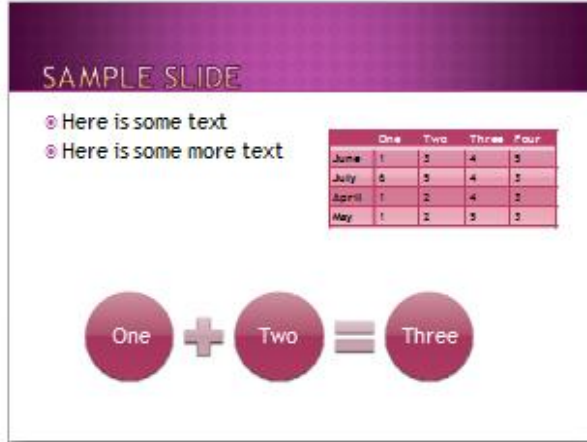 SAMPLE SLIDE
Here is some text
Here is some more text
One Two Three Four
June 1 3 4 5
July 6 5 4 3
April 1 2 4 3
May 1 2 5 3
One + Two = Three